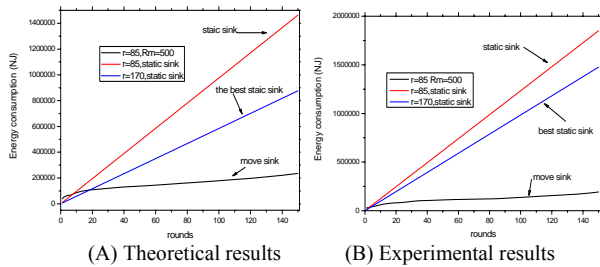 1400000
1200000
1000000
800000
600000
400000
200000
0
Energy consumption (NJ)
r=85,Rm=500
r=85,static sink
r=170,static sink
staic sink
the best staic sink
move sink
0 20 40 60 80 100 120 140
rounds
(A) Theoretical results
2000000
1500000
1000000
500000
0
Energy consumption (NJ)
r=85 Rm=500
r=85,static sink
r=170,static sink
static sink
best static sink
move sink
0 20 40 60 80 100 120 140
rounds
(B) Experimental results